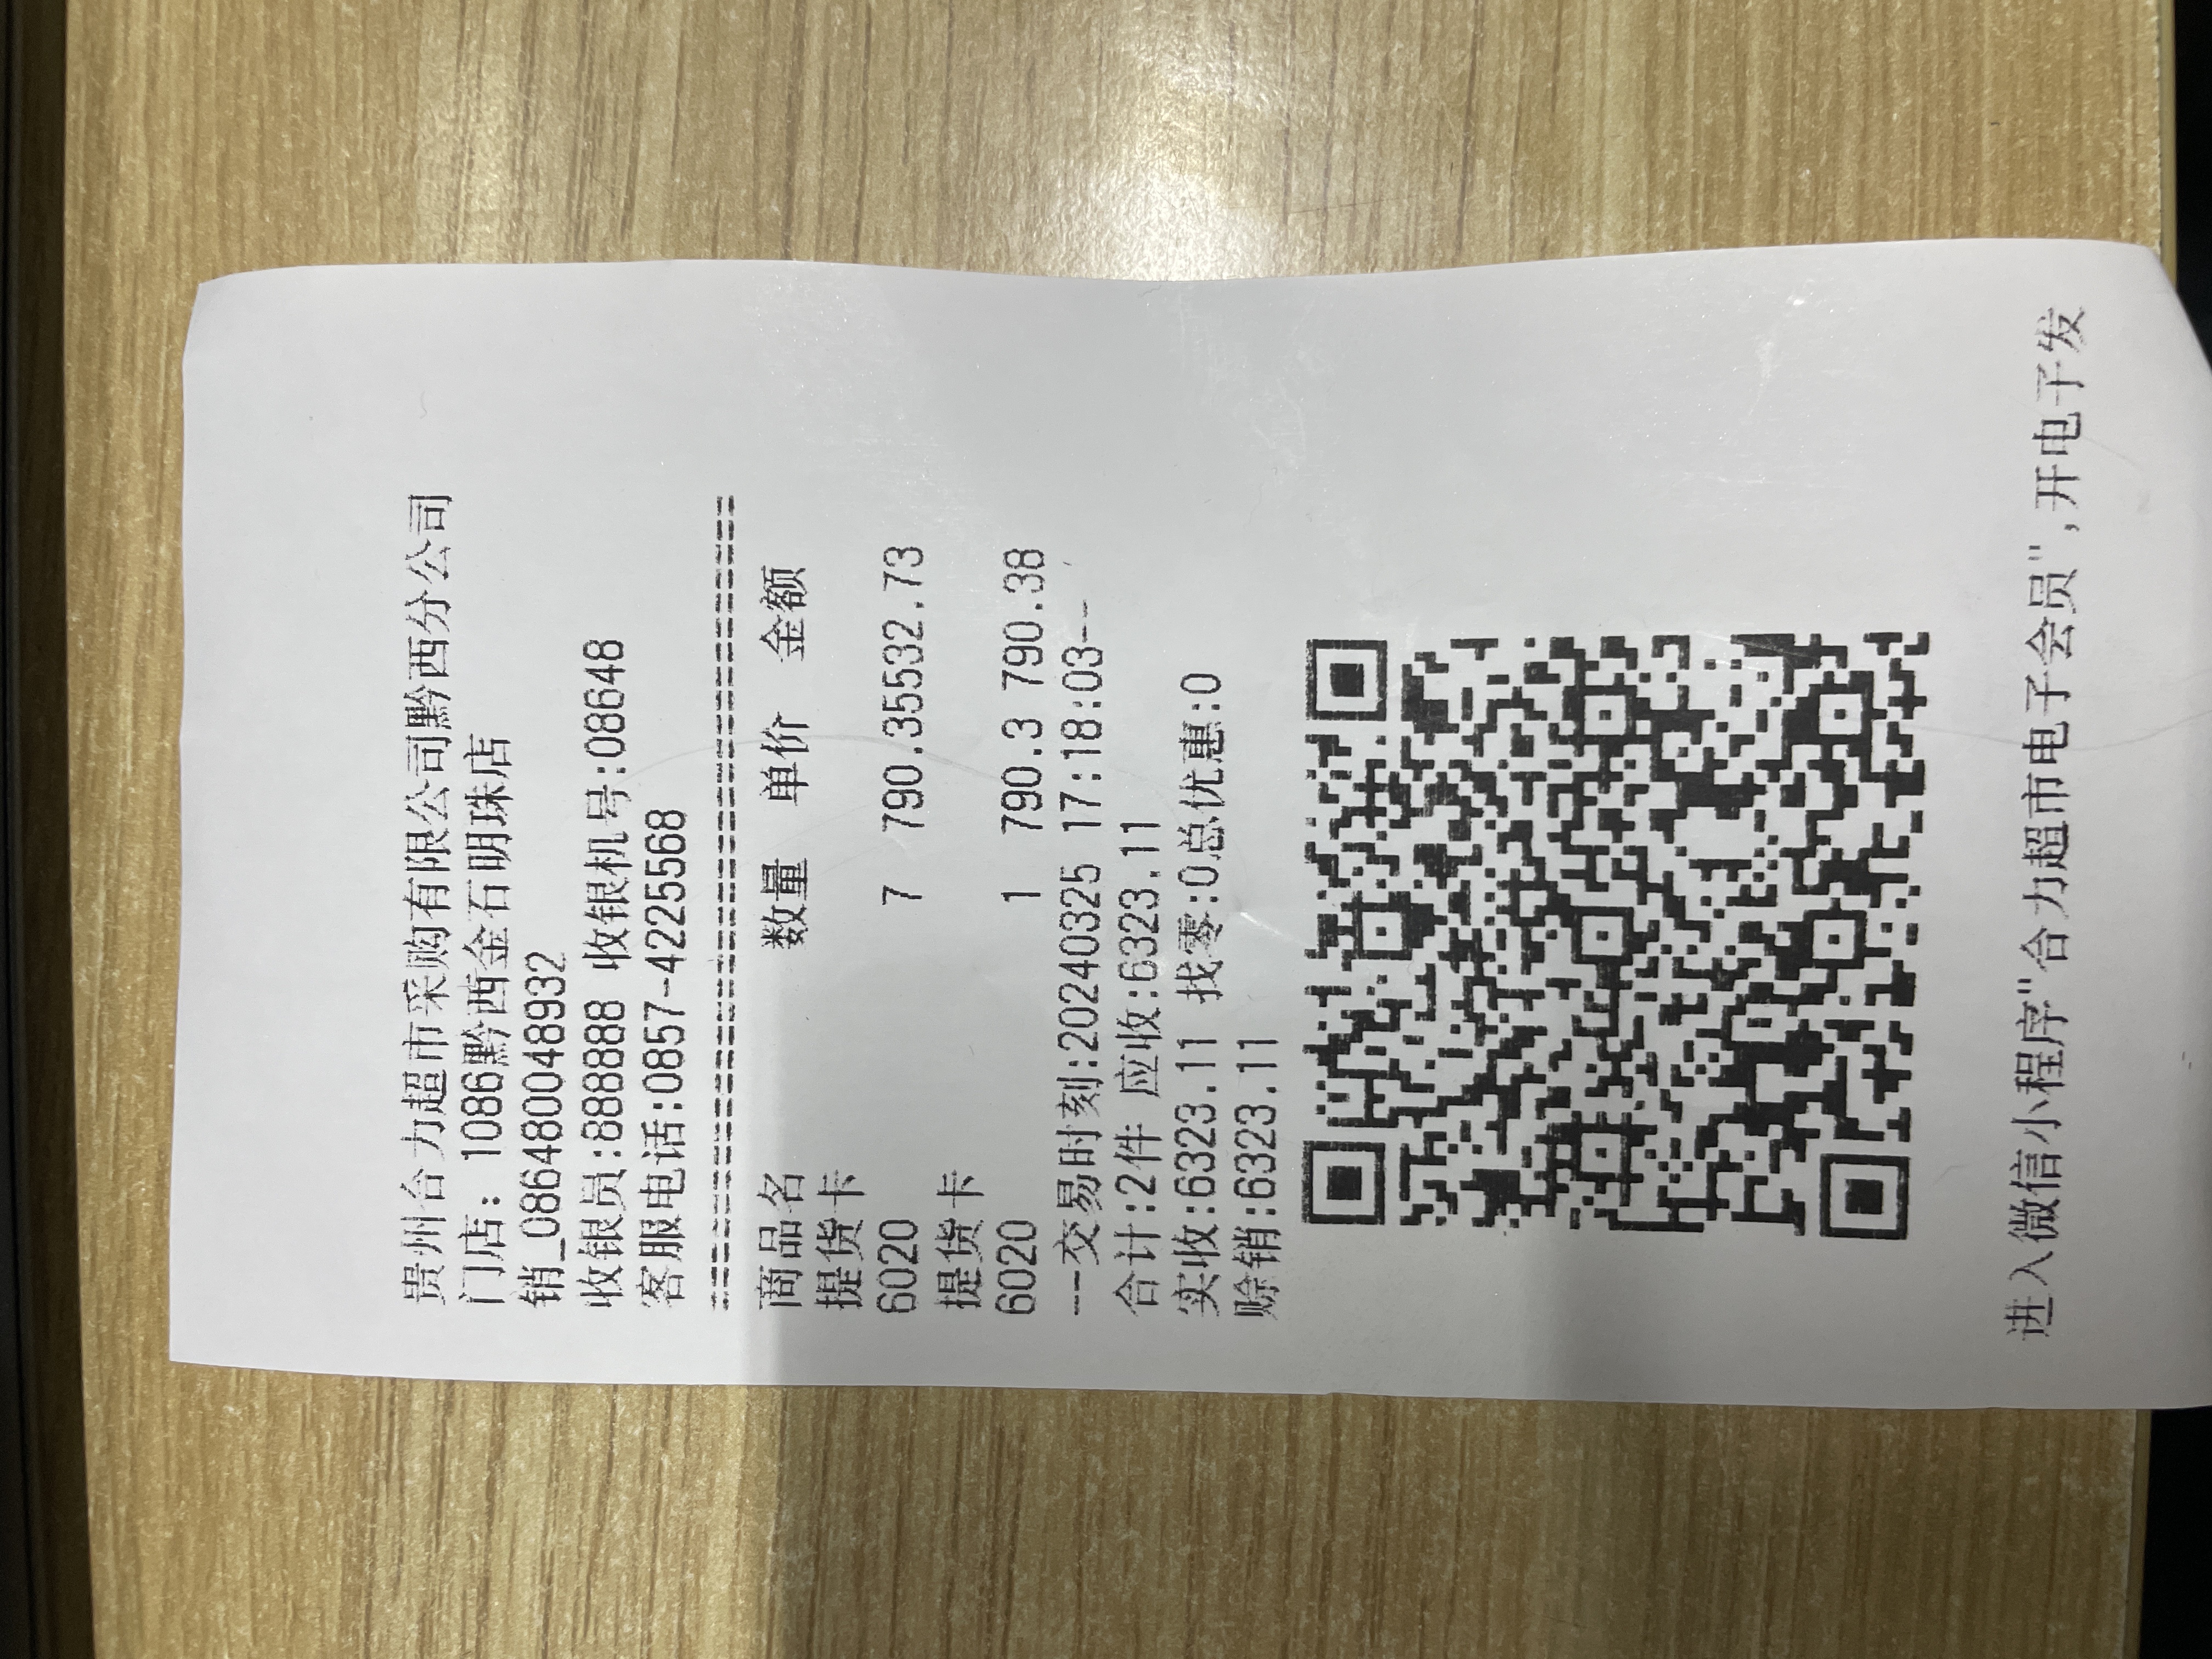 贵州合力超市采购有限公司黔西分公司
门店: 1086黔西金石明珠店
销_086480048932
收银员:888888 收银机号:08648
客服电话:0857-4225568
================================
商品名 数量 单价 金额
提货卡
6020 7 790.35532.73
提货卡
6020 1 790.3 790.38
--交易时刻:20240325 17:18:03--
合计:2件 应收:6323.11
实收:6323.11 找零:0总优惠:0
赊销:6323.11
进入微信小程序"合力超市电子会员",开电子发